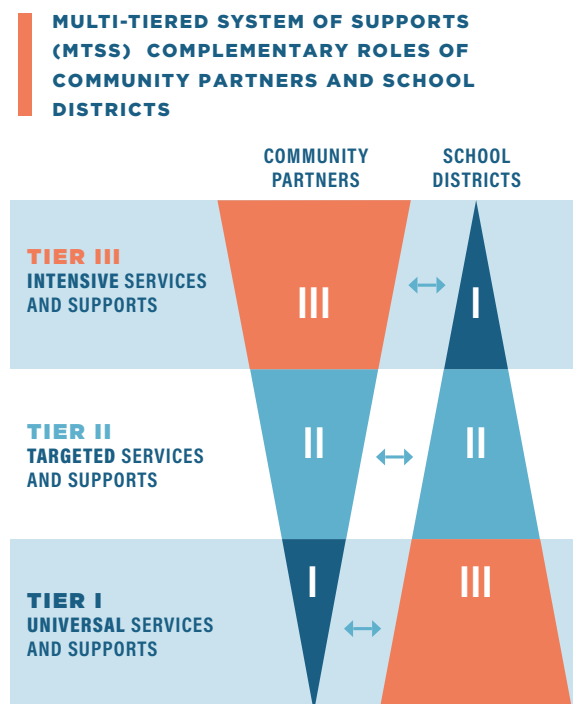 MULTI-TIERED SYSTEM OF SUPPORTS
(MTSS) COMPLEMENTARY ROLES OF
COMMUNITY PARTNERS AND SCHOOL
DISTRICTS
COMMUNITY
PARTNERS
SCHOOL
DISTRICTS
TIER III
INTENSIVE SERVICES
AND SUPPORTS
III
I
TIER II
TARGETED SERVICES
AND SUPPORTS
II
II
TIER I
UNIVERSAL SERVICES
AND SUPPORTS
I
III